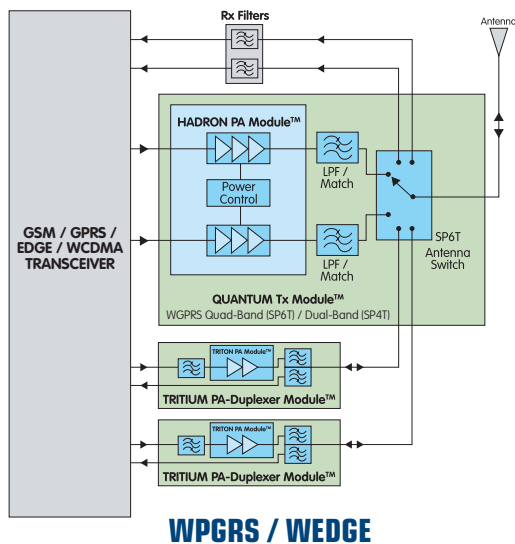 Rx Filters
Antenna
HADRON PA Module™
Power
Control
LPF /
Match
LPF /
Match
SP6T
Antenna
Switch
GSM / GPRS /
EDGE / WCDMA
TRANSCEIVER
QUANTUM Tx Module™
WGPRS Quad-Band (SP6T) / Dual-Band (SP4T)
TRITON PA Module™
TRITIUM PA-Duplexer Module™
TRITON PA Module™
TRITIUM PA-Duplexer Module™
WPGRS / WEDGE